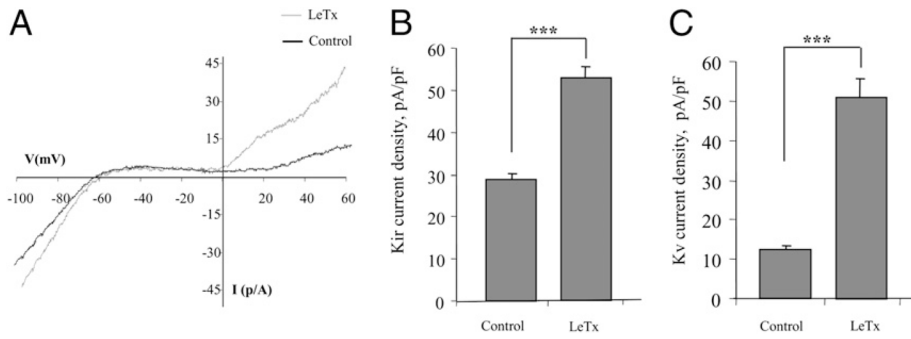 A
LeTx
Control
45
30
15
-15
-30
-45
V(mV)
-100 -80 -60 -40 -20 20 40 60
I (p/A)
B
***
Kir current density, pA/pF
60
50
40
30
20
10
0
Control LeTx
C
***
Kv current density, pA/pF
60
50
40
30
20
10
0
Control LeTx